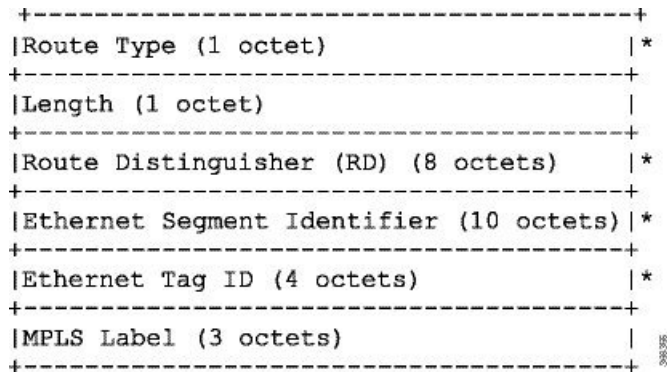 +-------------------------------------+
|Route Type (1 octet) |*
+-------------------------------------+
|Length (1 octet) |
+-------------------------------------+
|Route Distinguisher (RD) (8 octets) |*
+-------------------------------------+
|Ethernet Segment Identifier (10 octets)|*
+-------------------------------------+
|Ethernet Tag ID (4 octets) |*
+-------------------------------------+
|MPLS Label (3 octets) |
+-------------------------------------+